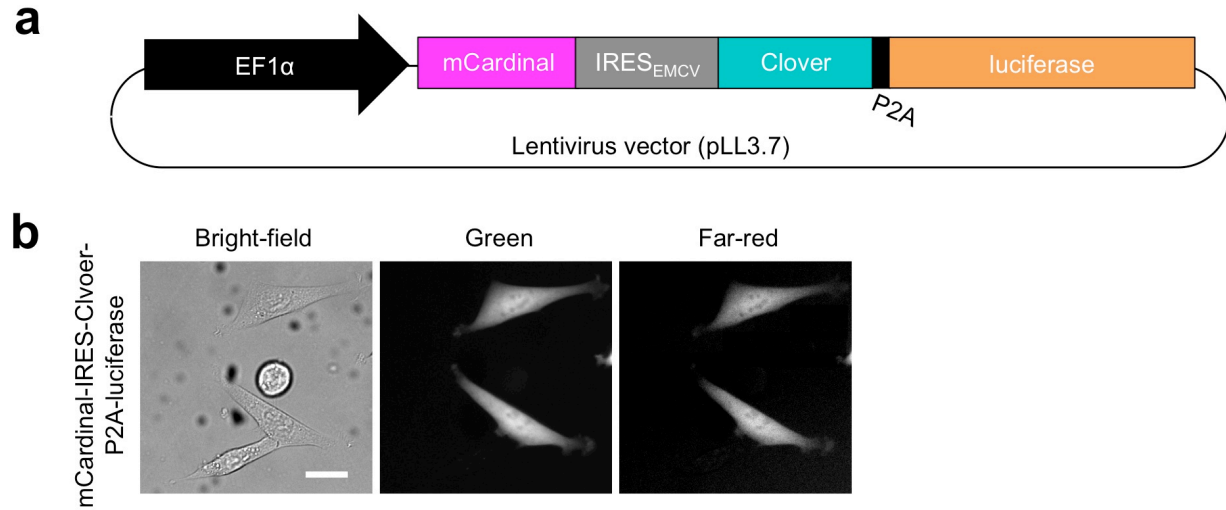 a
EF1α
mCardinal
IRES_EMCV
Clover
P2A
luciferase
Lentivirus vector (pLL3.7)
b
mCardinal-IRES-Clvoer-
P2A-luciferase
Bright-field
Green
Far-red